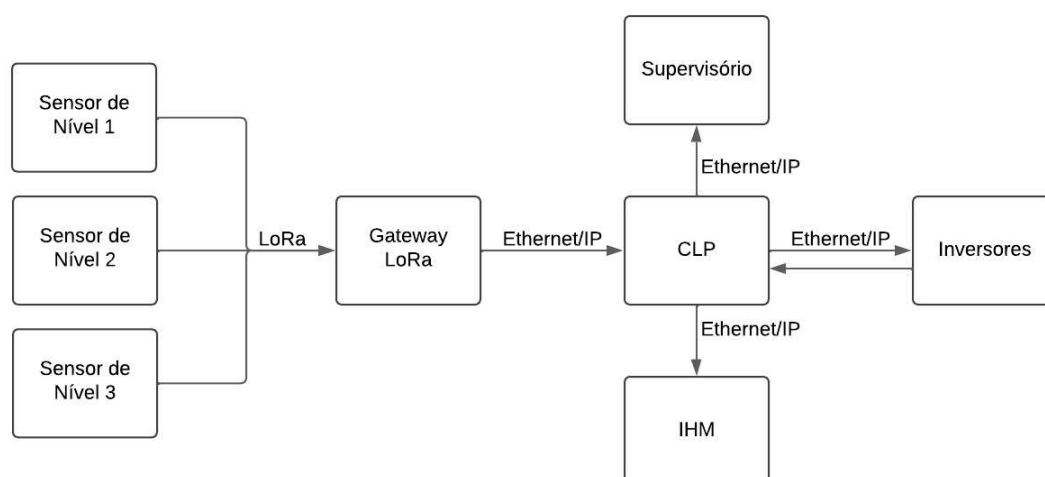 Sensor de
Nível 1
Sensor de
Nível 2
Sensor de
Nível 3
LoRa
Gateway
LoRa
Ethernet/IP
Supervisório
Ethernet/IP
CLP
Ethernet/IP
Inversores
Ethernet/IP
IHM